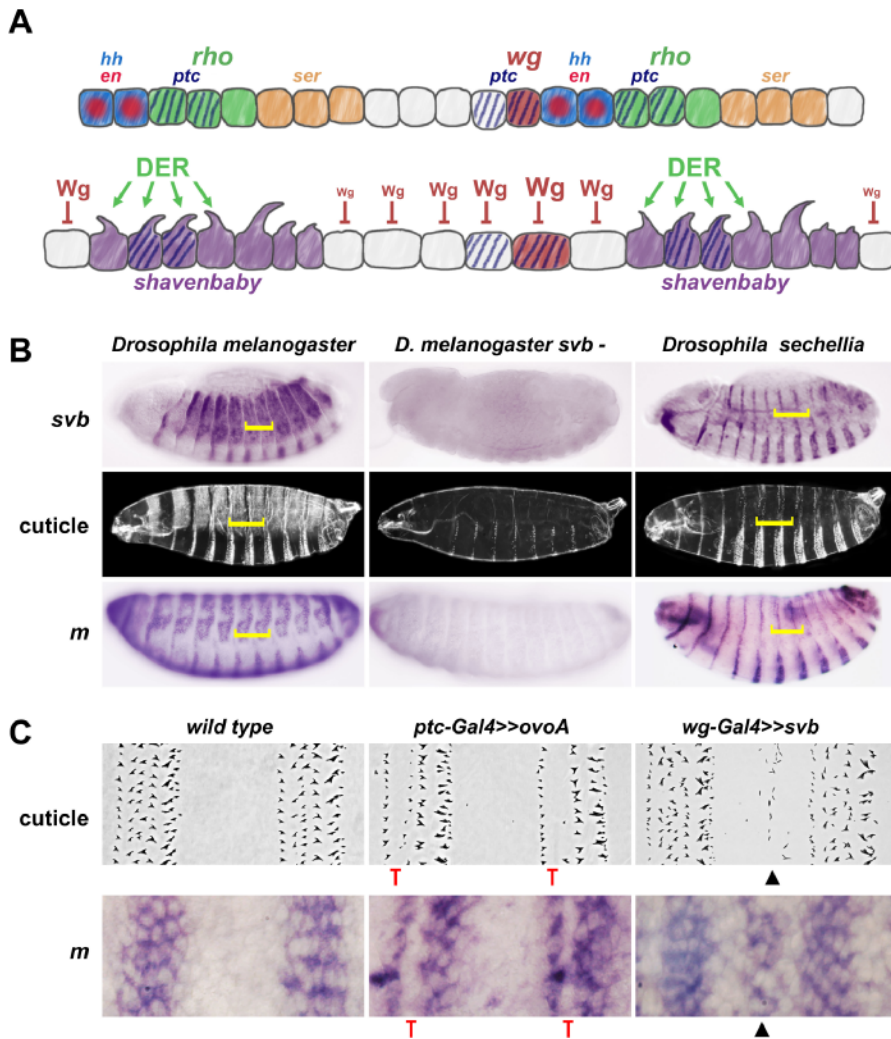 A
hh rho wg hh rho
en ptc ser ptc en ptc ser
DER DER
Wg Wg Wg Wg Wg Wg Wg Wg
shavenbaby shavenbaby
B
Drosophila melanogaster D. melanogaster svb - Drosophila sechellia
svb
cuticle
m
C
wild type ptc-Gal4>>ovoA wg-Gal4>>svb
cuticle
m